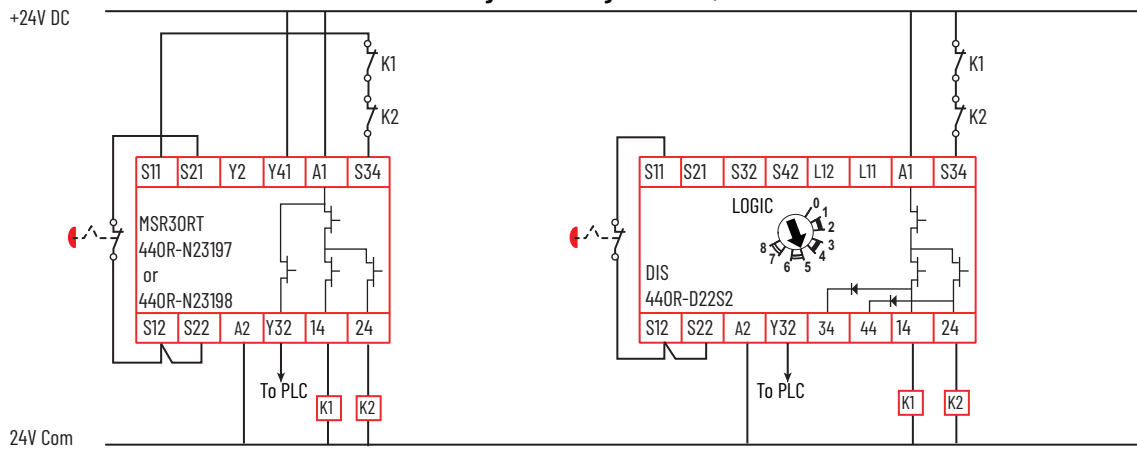 +24V DC
K1
K2
S11 S21 Y2 Y41 A1 S34
MSR30RT
440R-N23197
or
440R-N23198
S12 S22 A2 Y32 14 24
To PLC
K1 K2
K1
K2
S11 S21 S32 S42 L12 L11 A1 S34
LOGIC
0
1
2
3
4
5
6
7
8
DIS
440R-D22S2
S12 S22 A2 Y32 34 44 14 24
To PLC
K1 K2
24V Com